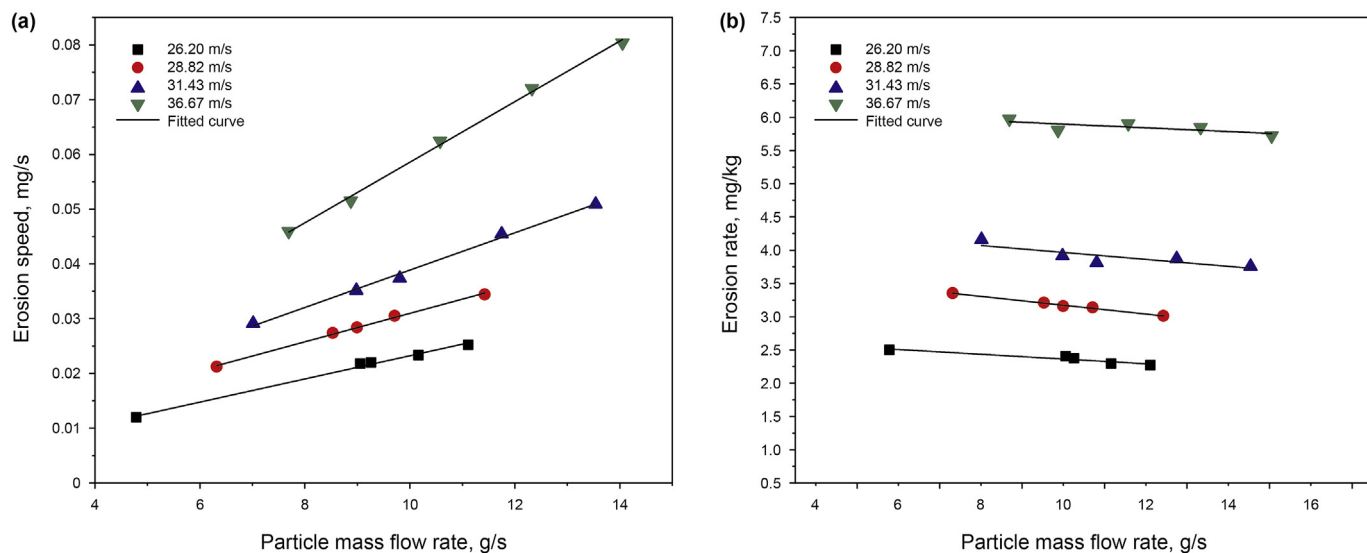 (a)
0.08
0.07
0.06
0.05
0.04
0.03
0.02
0.01
0
Erosion speed, mg/s
26.20 m/s
28.82 m/s
31.43 m/s
36.67 m/s
Fitted curve
4 6 8 10 12 14
Particle mass flow rate, g/s
(b)
7.5
7.0
6.5
6.0
5.5
5.0
4.5
4.0
3.5
3.0
2.5
2.0
1.5
1.0
0.5
Erosion rate, mg/kg
26.20 m/s
28.82 m/s
31.43 m/s
36.67 m/s
Fitted curve
4 6 8 10 12 14 16
Particle mass flow rate, g/s